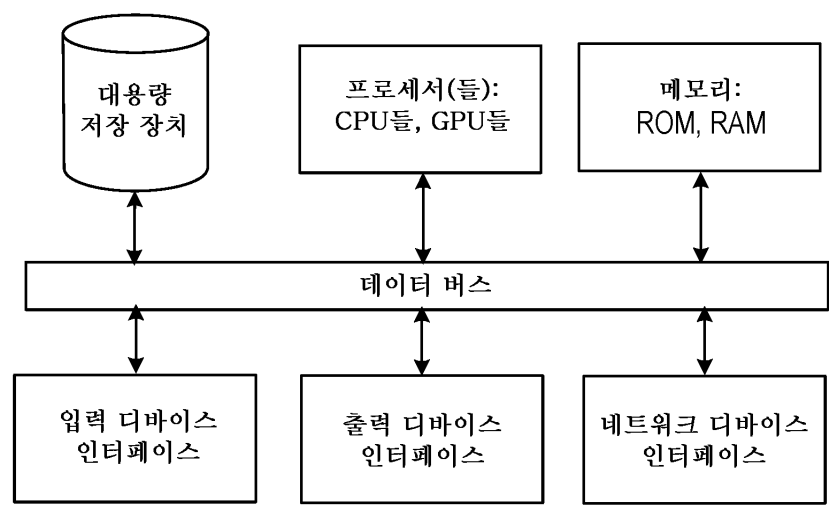 대용량
저장 장치
프로세서(들):
CPU들, GPU들
메모리:
ROM, RAM
데이터 버스
입력 디바이스
인터페이스
출력 디바이스
인터페이스
네트워크 디바이스
인터페이스